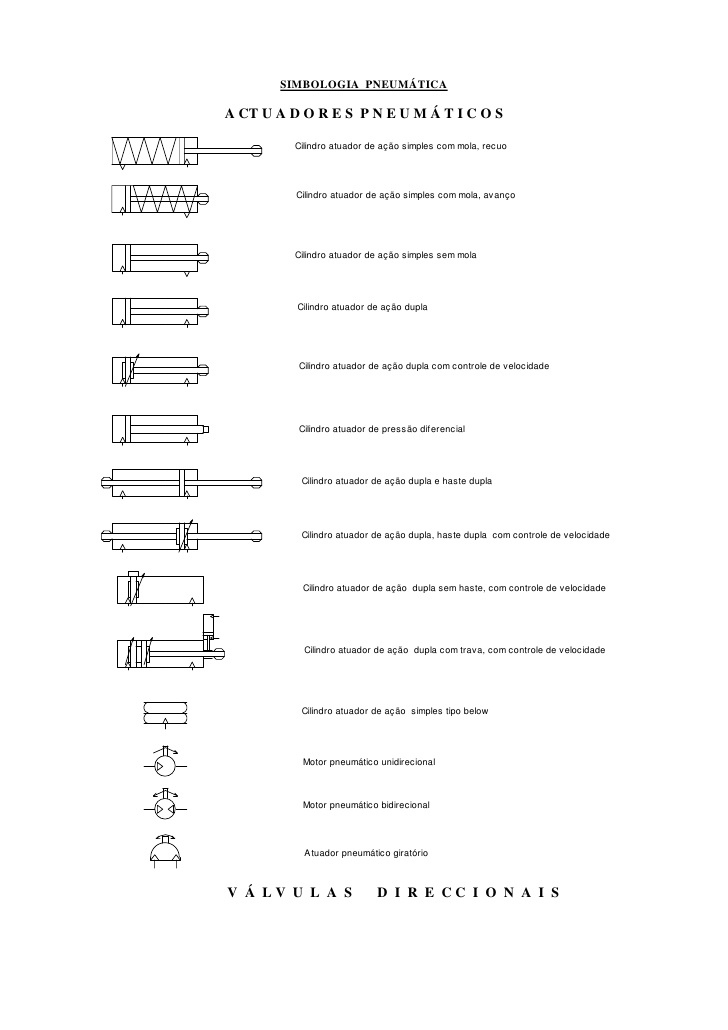 SIMBOLOGIA PNEUMÁTICA
ACTUADORES PNEUMÁTICOS
Cilindro atuador de ação simples com mola, recuo
Cilindro atuador de ação simples com mola, avanço
Cilindro atuador de ação simples sem mola
Cilindro atuador de ação dupla
Cilindro atuador de ação dupla com controle de velocidade
Cilindro atuador de pressão diferencial
Cilindro atuador de ação dupla e haste dupla
Cilindro atuador de ação dupla, haste dupla com controle de velocidade
Cilindro atuador de ação dupla sem haste, com controle de velocidade
Cilindro atuador de ação dupla com trava, com controle de velocidade
Cilindro atuador de ação simples tipo below
Motor pneumático unidirecional
Motor pneumático bidirecional
Atuador pneumático giratório
VÁLVULAS DIRECCIONAIS